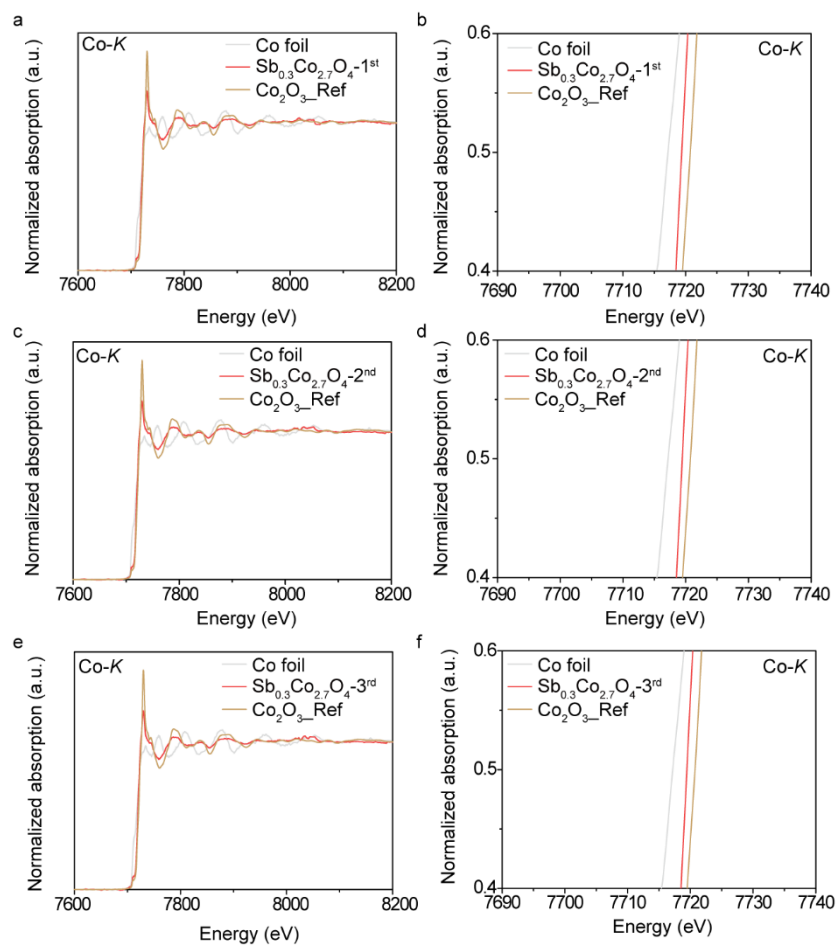 a
Co-K
Co foil
Sb0.3Co2.7O4-1st
Co2O3_Ref
Normalized absorption (a.u.)
7600 7800 8000 8200
Energy (eV)
b
0.6
Co foil
Co-K
Sb0.3Co2.7O4-1st
Co2O3_Ref
0.5
Normalized absorption (a.u.)
0.4
7690 7700 7710 7720 7730 7740
Energy (eV)
c
Co-K
Co foil
Sb0.3Co2.7O4-2nd
Co2O3_Ref
Normalized absorption (a.u.)
7600 7800 8000 8200
Energy (eV)
d
0.6
Co foil
Co-K
Sb0.3Co2.7O4-2nd
Co2O3_Ref
0.5
Normalized absorption (a.u.)
0.4
7690 7700 7710 7720 7730 7740
Energy (eV)
e
Co-K
Co foil
Sb0.3Co2.7O4-3rd
Co2O3_Ref
Normalized absorption (a.u.)
7600 7800 8000 8200
Energy (eV)
f
0.6
Co foil
Co-K
Sb0.3Co2.7O4-3rd
Co2O3_Ref
0.5
Normalized absorption (a.u.)
0.4
7690 7700 7710 7720 7730 7740
Energy (eV)